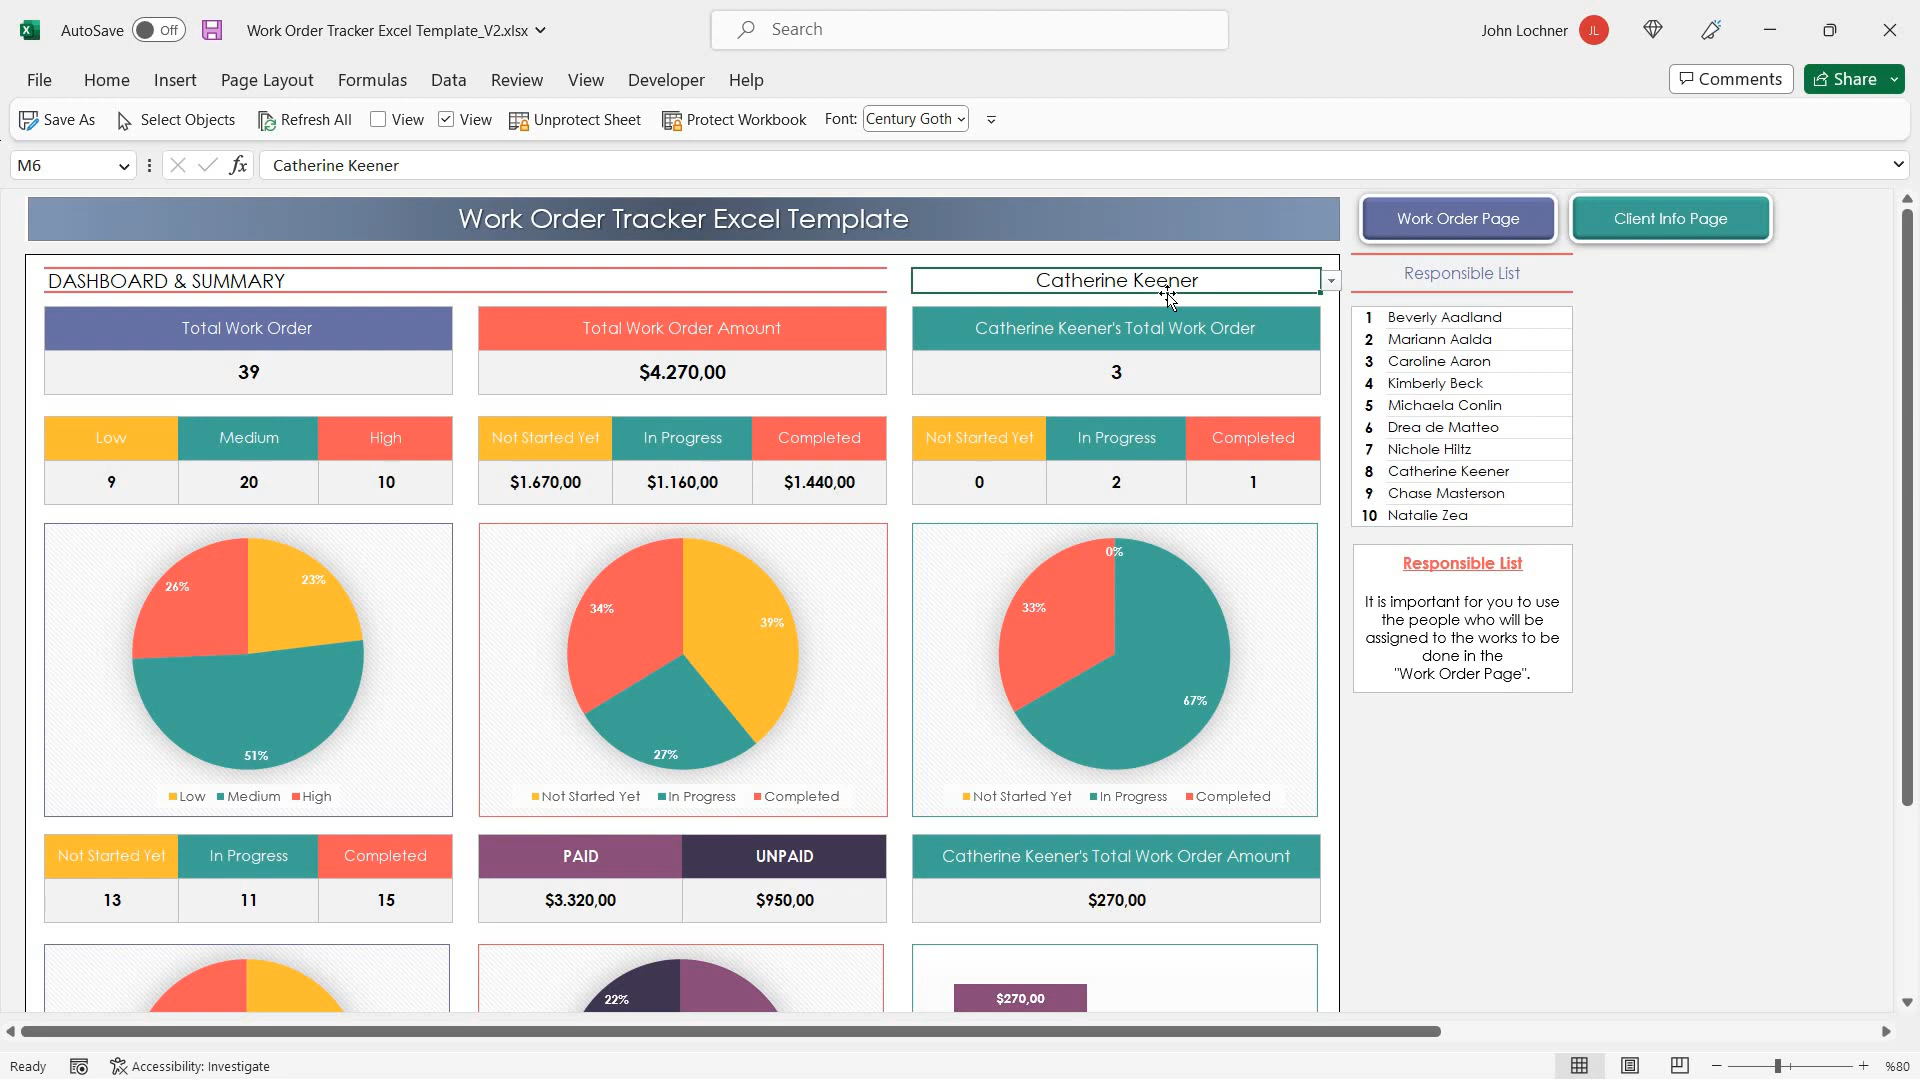 AutoSave Off Work Order Tracker Excel Template_V2.xlsx Search John Lochner JL
File Home Insert Page Layout Formulas Data Review View Developer Help Comments Share
Save As Select Objects Refresh All View View Unprotect Sheet Protect Workbook Font: Century Goth
M6 fx Catherine Keener
Work Order Tracker Excel Template Work Order Page Client Info Page
DASHBOARD & SUMMARY Catherine Keener Responsible List
Total Work Order Total Work Order Amount Catherine Keener's Total Work Order
39 $4.270,00 3
Low Medium High Not Started Yet In Progress Completed Not Started Yet In Progress Completed
9 20 10 $1.670,00 $1.160,00 $1.440,00 0 2 1
1 Beverly Aadland
2 Mariann Aalda
3 Caroline Aaron
4 Kimberly Beck
5 Michaela Conlin
6 Drea de Matteo
7 Nichole Hiltz
8 Catherine Keener
9 Chase Masterson
10 Natalie Zea
26% 23%
51%
Low Medium High
34% 39%
27%
Not Started Yet In Progress Completed
0%
33%
67%
Not Started Yet In Progress Completed
Responsible List
It is important for you to use
the people who will be
assigned to the works to be
done in the
"Work Order Page".
Not Started Yet In Progress Completed PAID UNPAID Catherine Keener's Total Work Order Amount
13 11 15 $3.320,00 $950,00 $270,00
22% $270,00
Ready Accessibility: Investigate %80